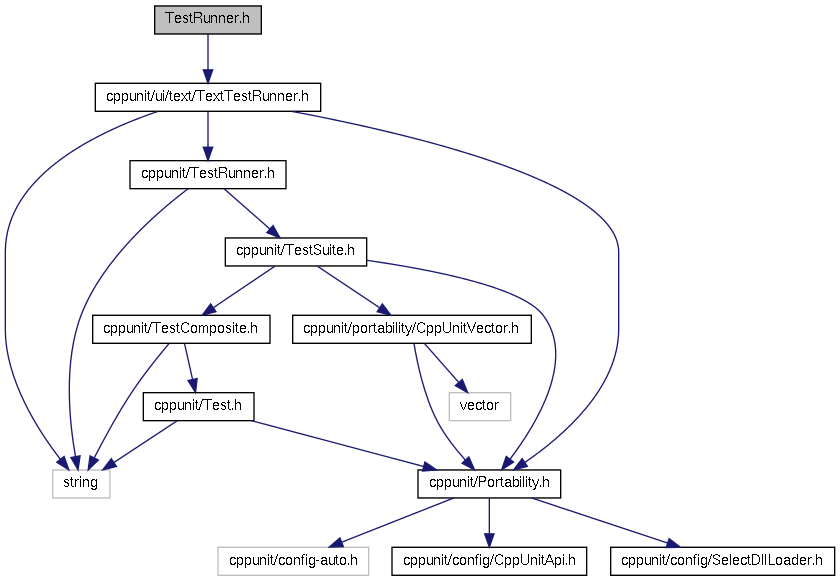 TestRunner.h
cppunit/ui/text/TextTestRunner.h
cppunit/TestRunner.h
cppunit/TestSuite.h
cppunit/TestComposite.h
cppunit/portability/CppUnitVector.h
cppunit/Test.h
vector
string
cppunit/Portability.h
cppunit/config-auto.h
cppunit/config/CppUnitApi.h
cppunit/config/SelectDllLoader.h